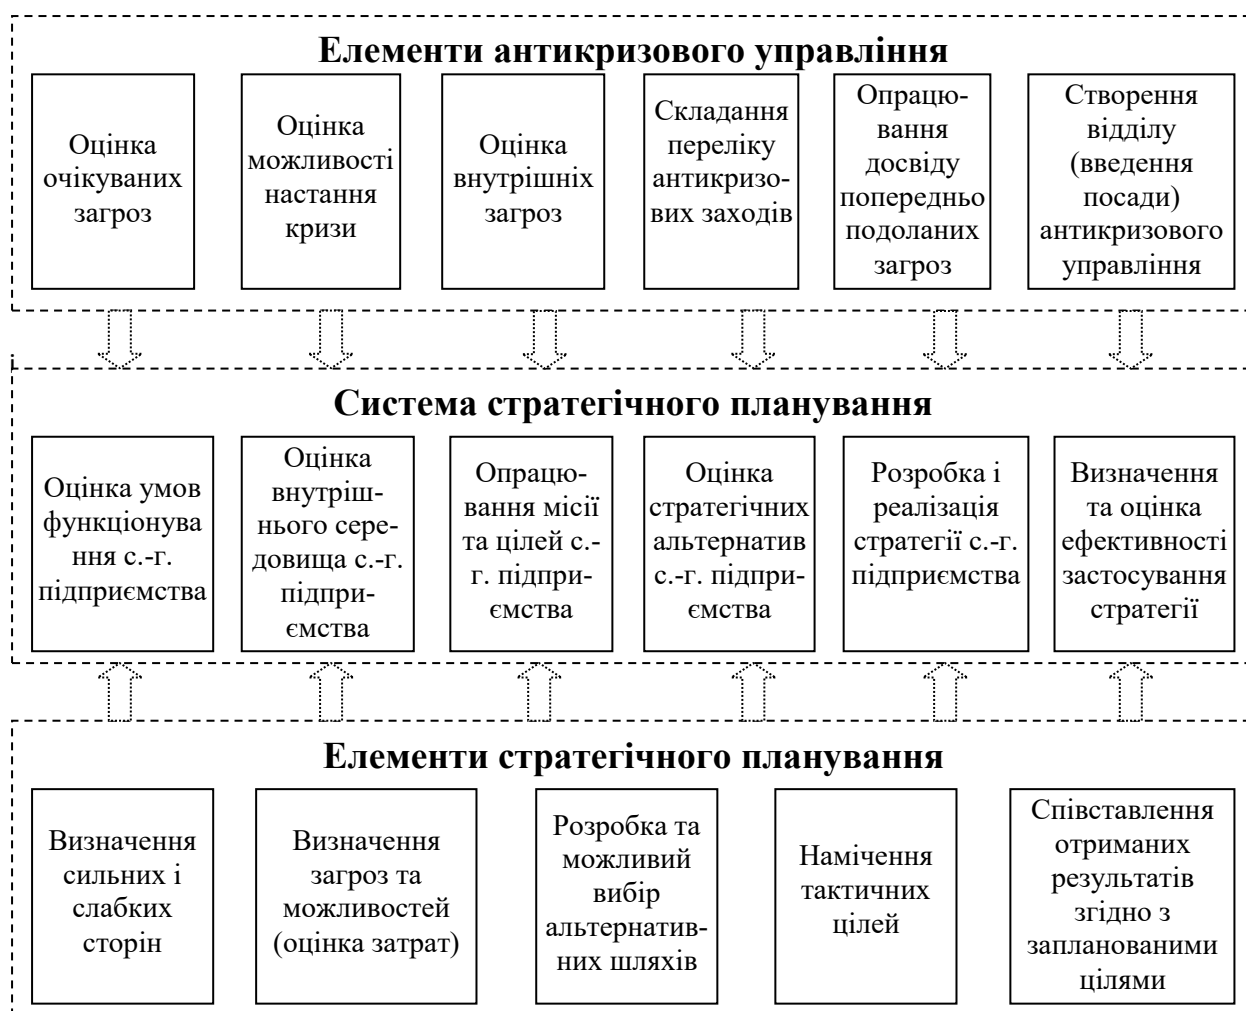 Елементи антикризового управління
Оцінка
очікуваних
загроз
Оцінка
можливості
настання
кризи
Оцінка
внутрішніх
загроз
Складання
переліку
антикризо-
вих заходів
Опрацю-
вання
досвіду
попередньо
подоланих
загроз
Створення
відділу
(введення
посади)
антикризового
управління
Система стратегічного планування
Оцінка умов
функціонува
ння с.-г.
підприємства
Оцінка
внутріш-
нього сере-
довища с.-г.
підпри-
ємства
Опрацю-
вання місії
та цілей с.-
г. підпри-
ємства
Оцінка
стратегічних
альтернатив
с.-г. підпри-
ємства
Розробка і
реалізація
стратегії с.-г.
підприємства
Визначення
та оцінка
ефективності
застосування
стратегії
Елементи стратегічного планування
Визначення
сильних і
слабких
сторін
Визначення
загроз та
можливостей
(оцінка затрат)
Розробка та
можливий
вибір
альтернатив-
них шляхів
Намічення
тактичних
цілей
Співставлення
отриманих
результатів
згідно з
запланованими
цілями